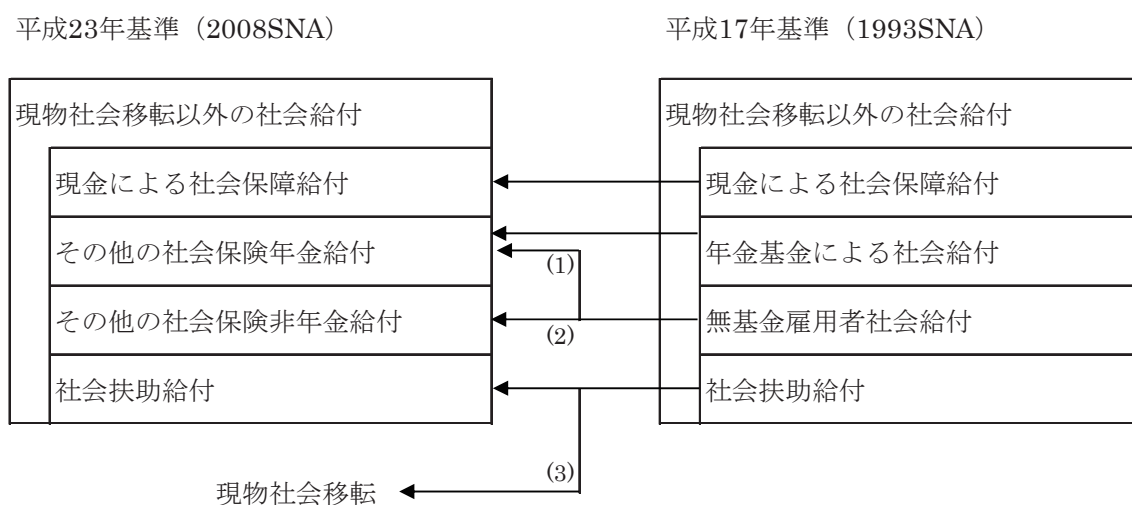 平成23年基準（2008SNA）
平成17年基準（1993SNA）
現物社会移転以外の社会給付
現金による社会保障給付
その他の社会保険年金給付
その他の社会保険非年金給付
社会扶助給付
現物社会移転以外の社会給付
現金による社会保障給付
年金基金による社会給付
無基金雇用者社会給付
社会扶助給付
(1)
(2)
(3)
現物社会移転